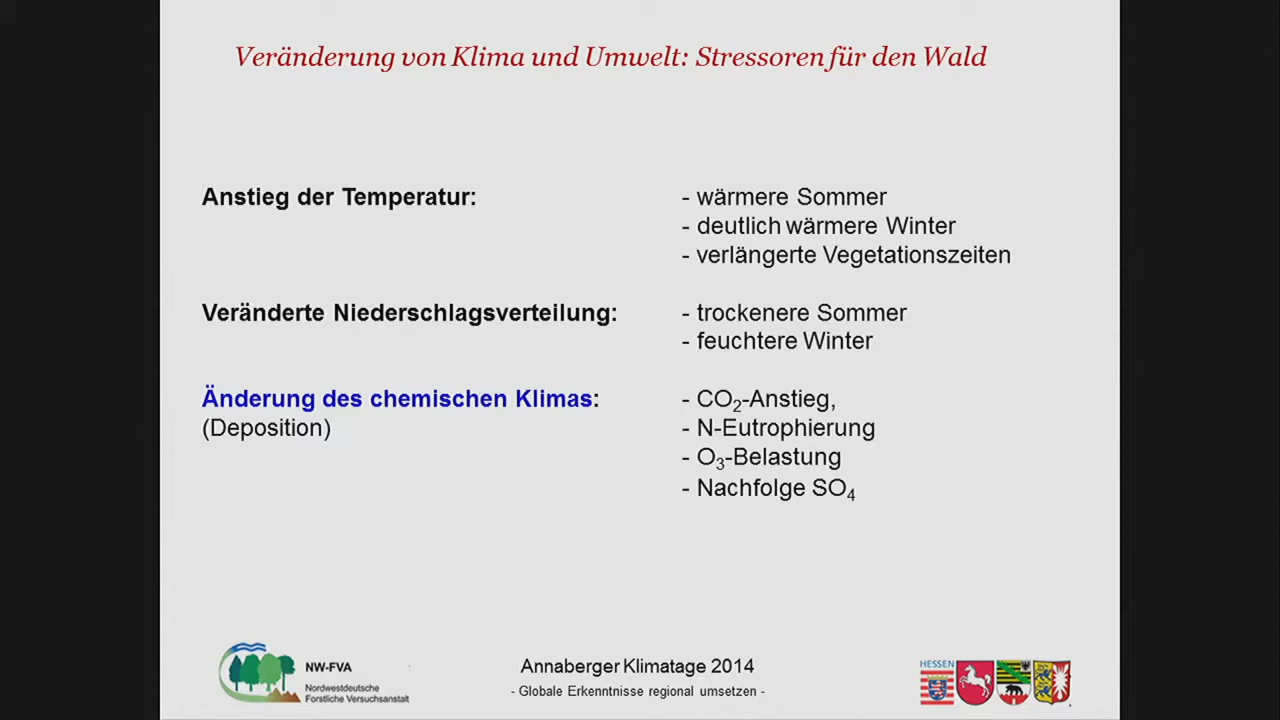 Veränderung von Klima und Umwelt: Stressoren für den Wald
Anstieg der Temperatur: - wärmere Sommer
- deutlich wärmere Winter
- verlängerte Vegetationszeiten
Veränderte Niederschlagsverteilung: - trockenere Sommer
- feuchtere Winter
Änderung des chemischen Klimas: - CO₂-Anstieg,
(Deposition) - N-Eutrophierung
- O₃-Belastung
- Nachfolge SO₄
NW-FVA
Nordwestdeutsche
Forstliche Versuchsanstalt
Annaberger Klimatage 2014
- Globale Erkenntnisse regional umsetzen -
HESSEN